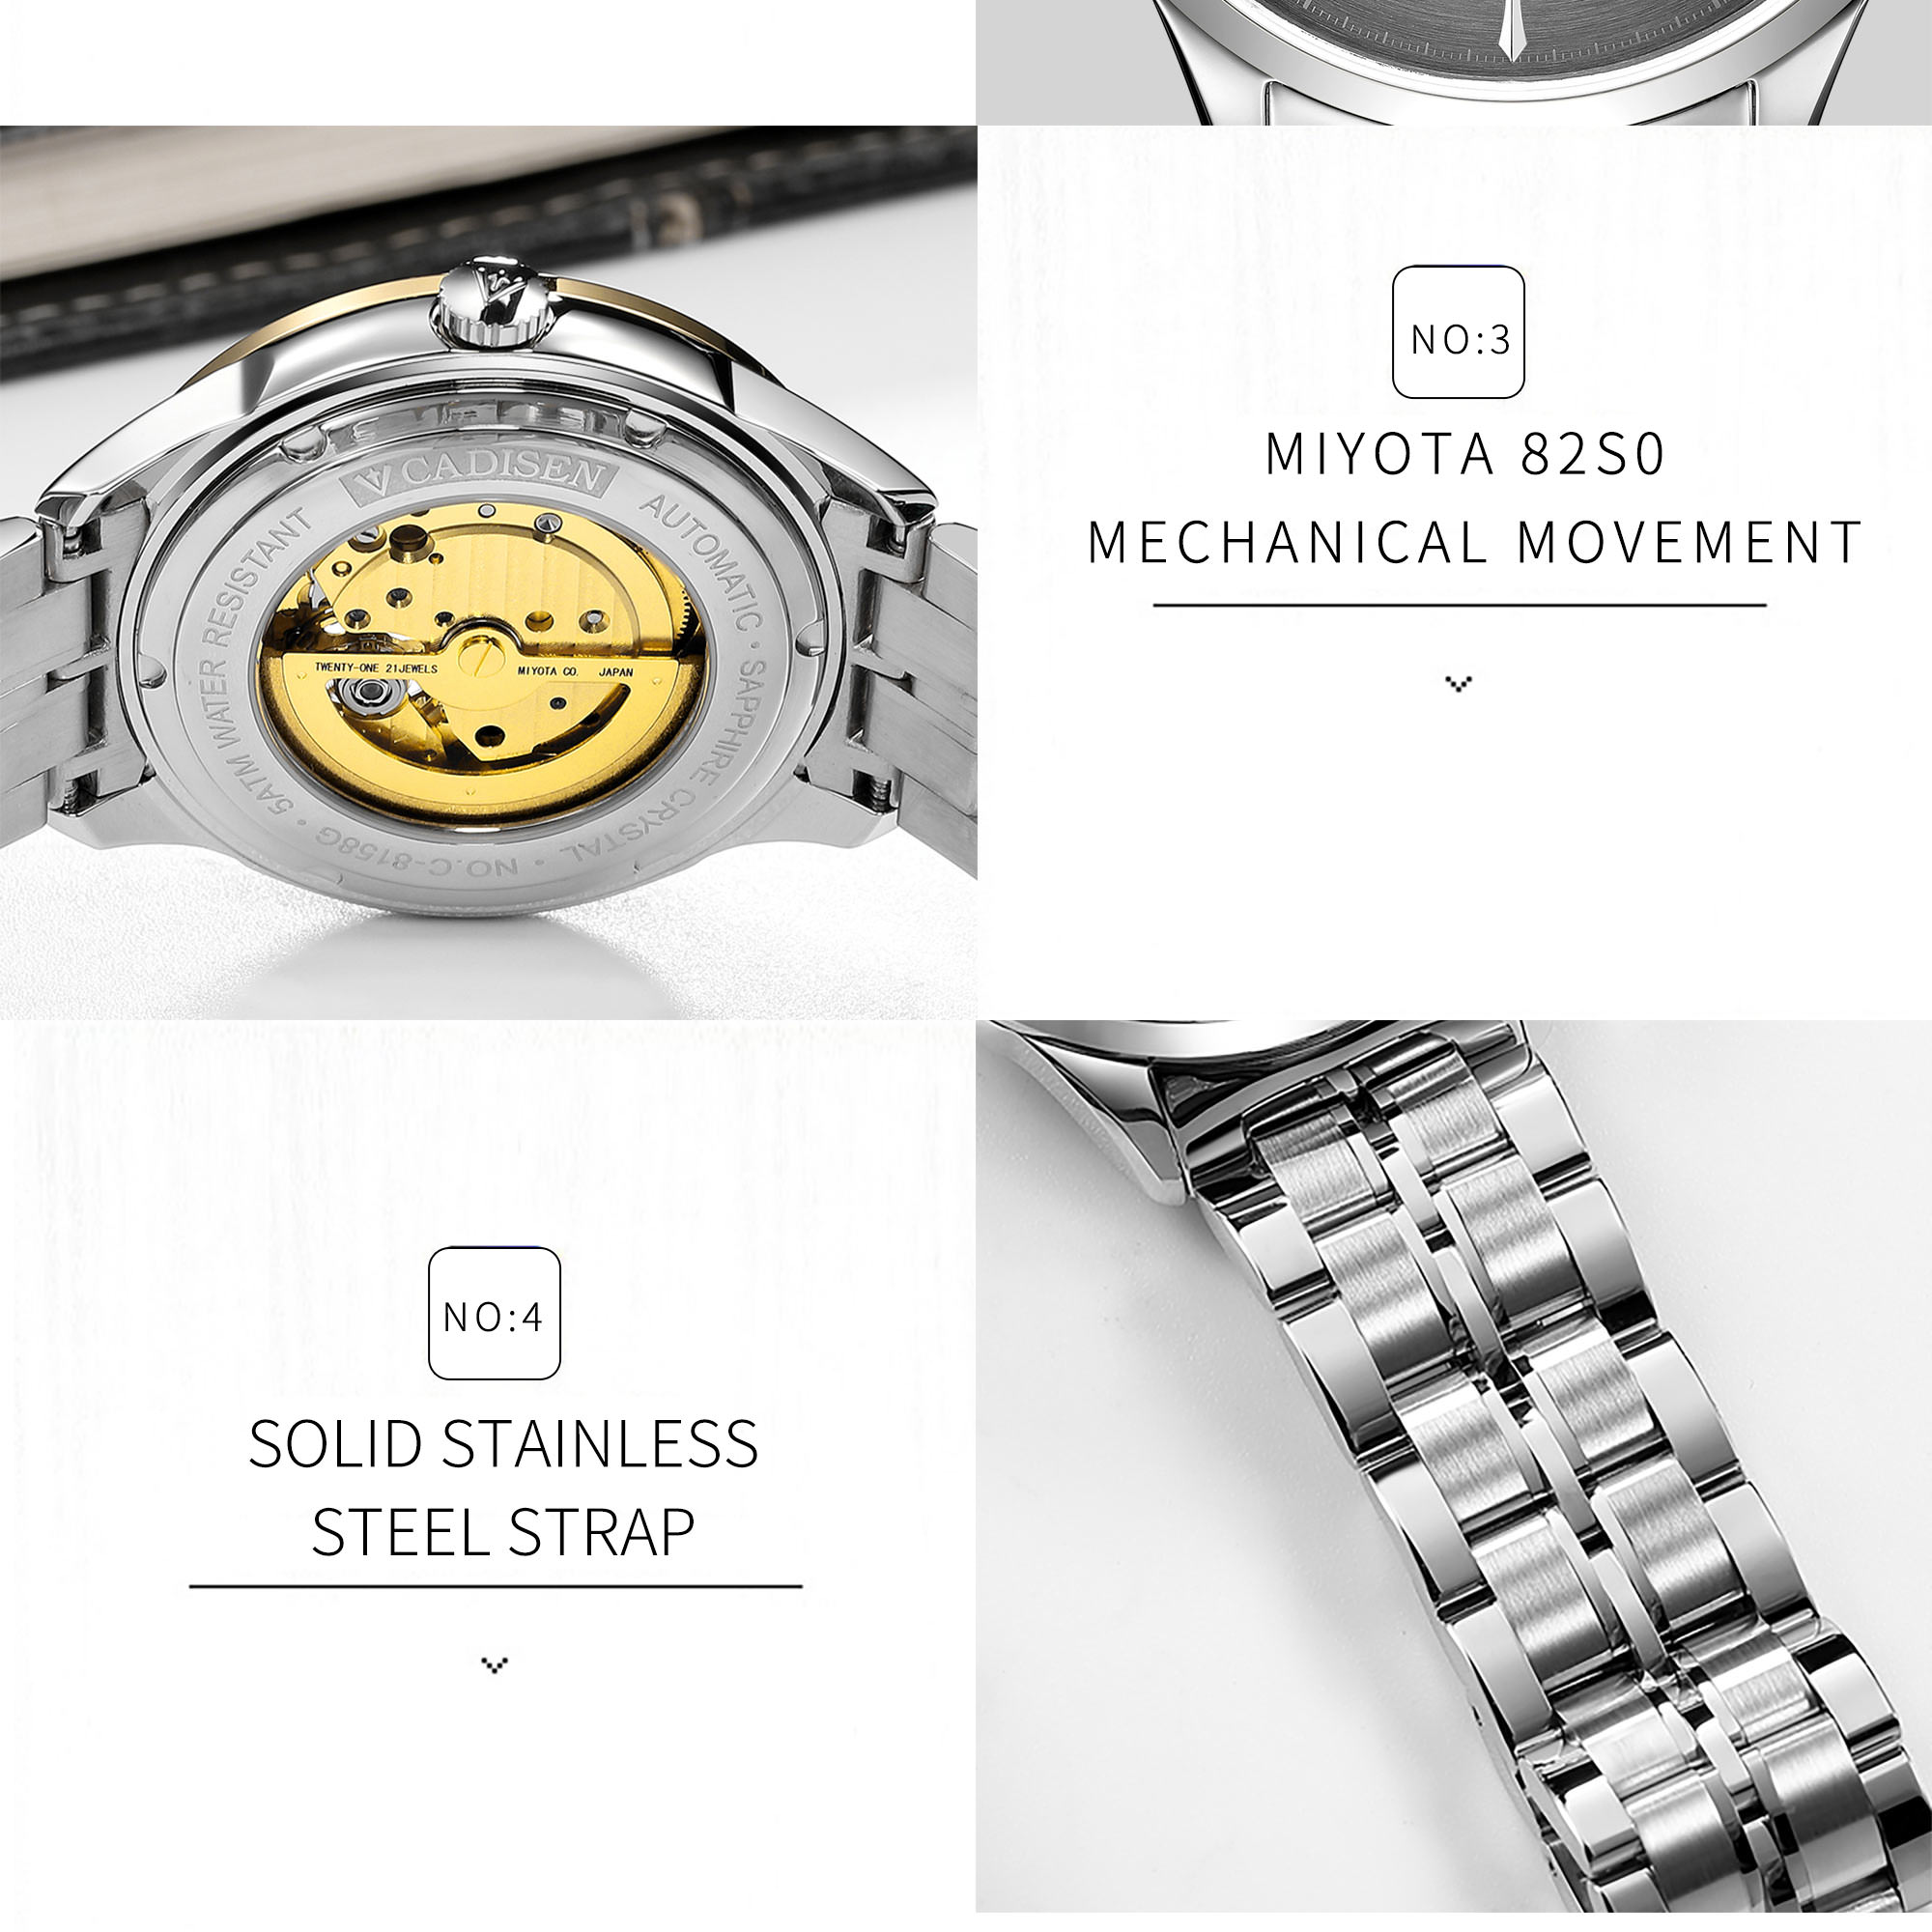 CADISEN
AUTOMATIC • SAPPHIRE CRYSTAL • NO.C-8158G • 5ATM WATER RESISTANT
TWENTY-ONE 21JEWELS MIYOTA CO. JAPAN
NO:3
MIYOTA 82S0
MECHANICAL MOVEMENT
NO:4
SOLID STAINLESS
STEEL STRAP